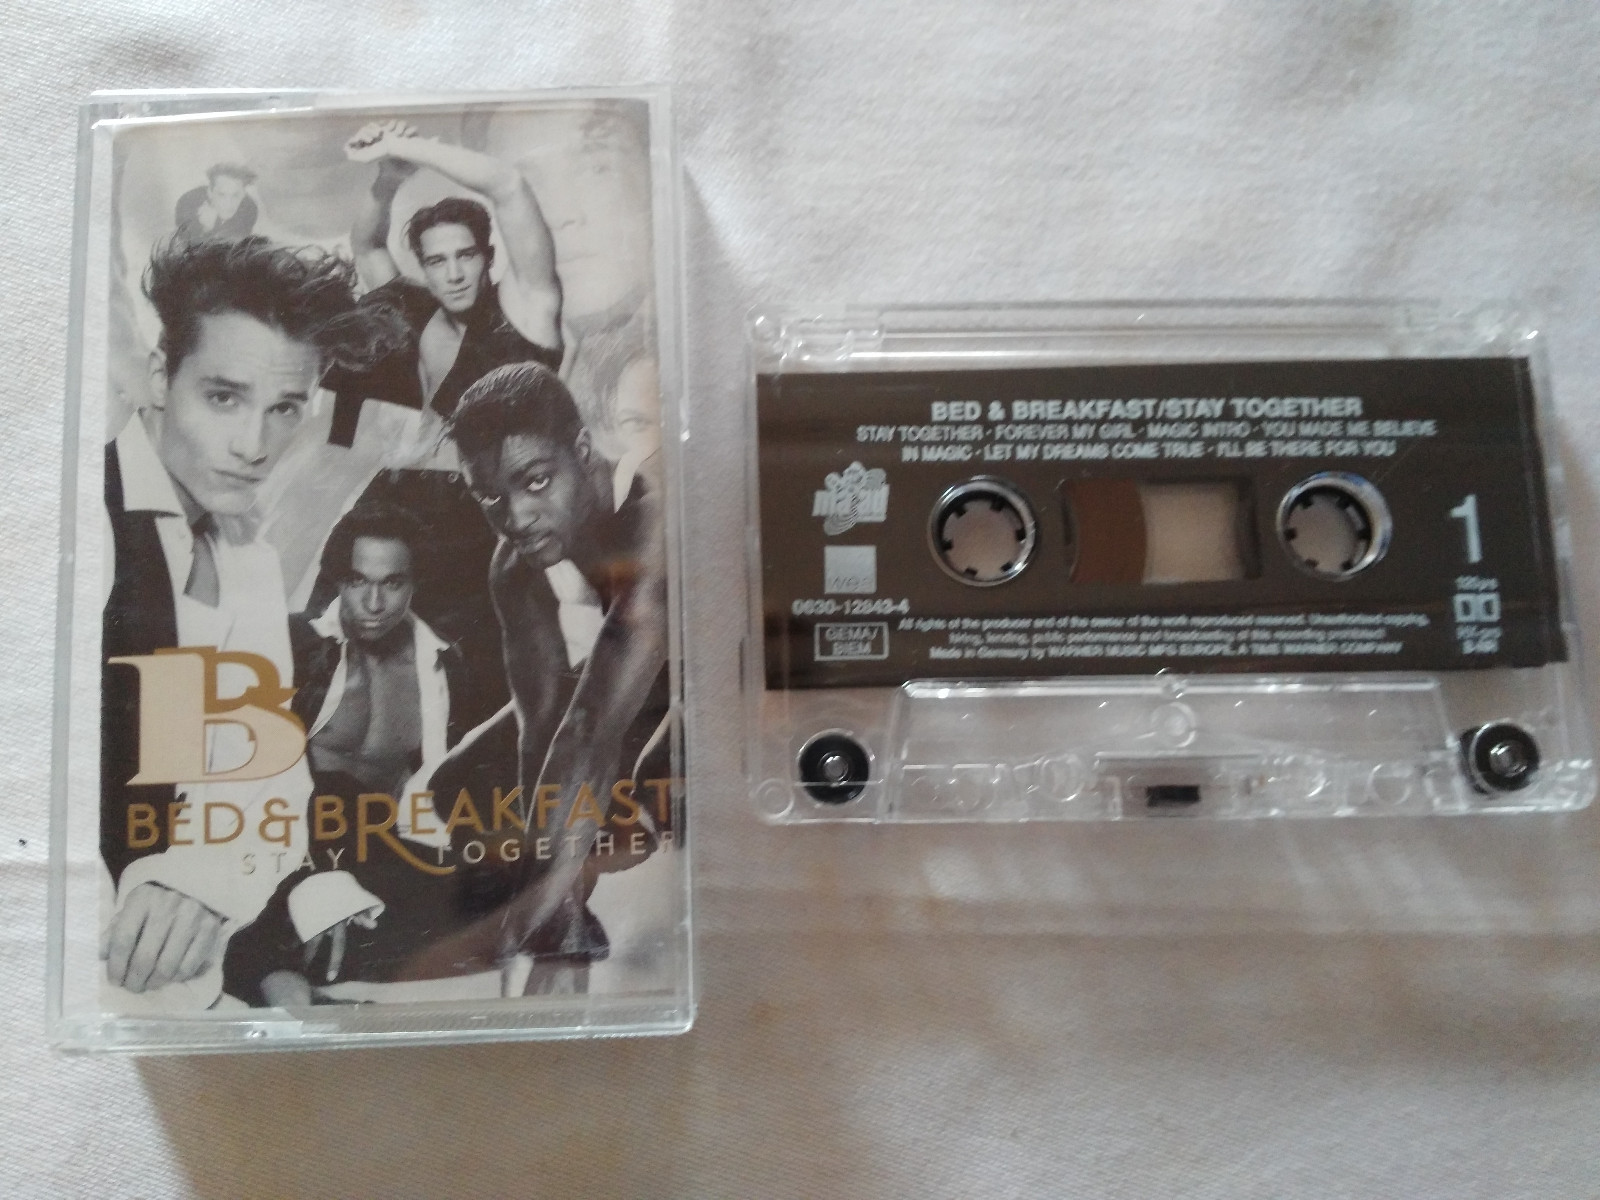 B
BED & BREAKFAST
STAY TOGETHER
BED & BREAKFAST/STAY TOGETHER
STAY TOGETHER · FOREVER MY GIRL · MAGIC INTRO · YOU MADE ME BELIEVE
IN MAGIC · LET MY DREAMS COME TRUE · I'LL BE THERE FOR YOU
mad
1
wea
0630-12843-4
GEMA/
BIEM
All rights of the producer and of the owner of the work reproduced reserved. Unauthorized copying,
hiring, lending, public performance and broadcasting of this recording prohibited.
Made in Germany by WARNER MUSIC MFG EUROPE. A TIME WARNER COMPANY